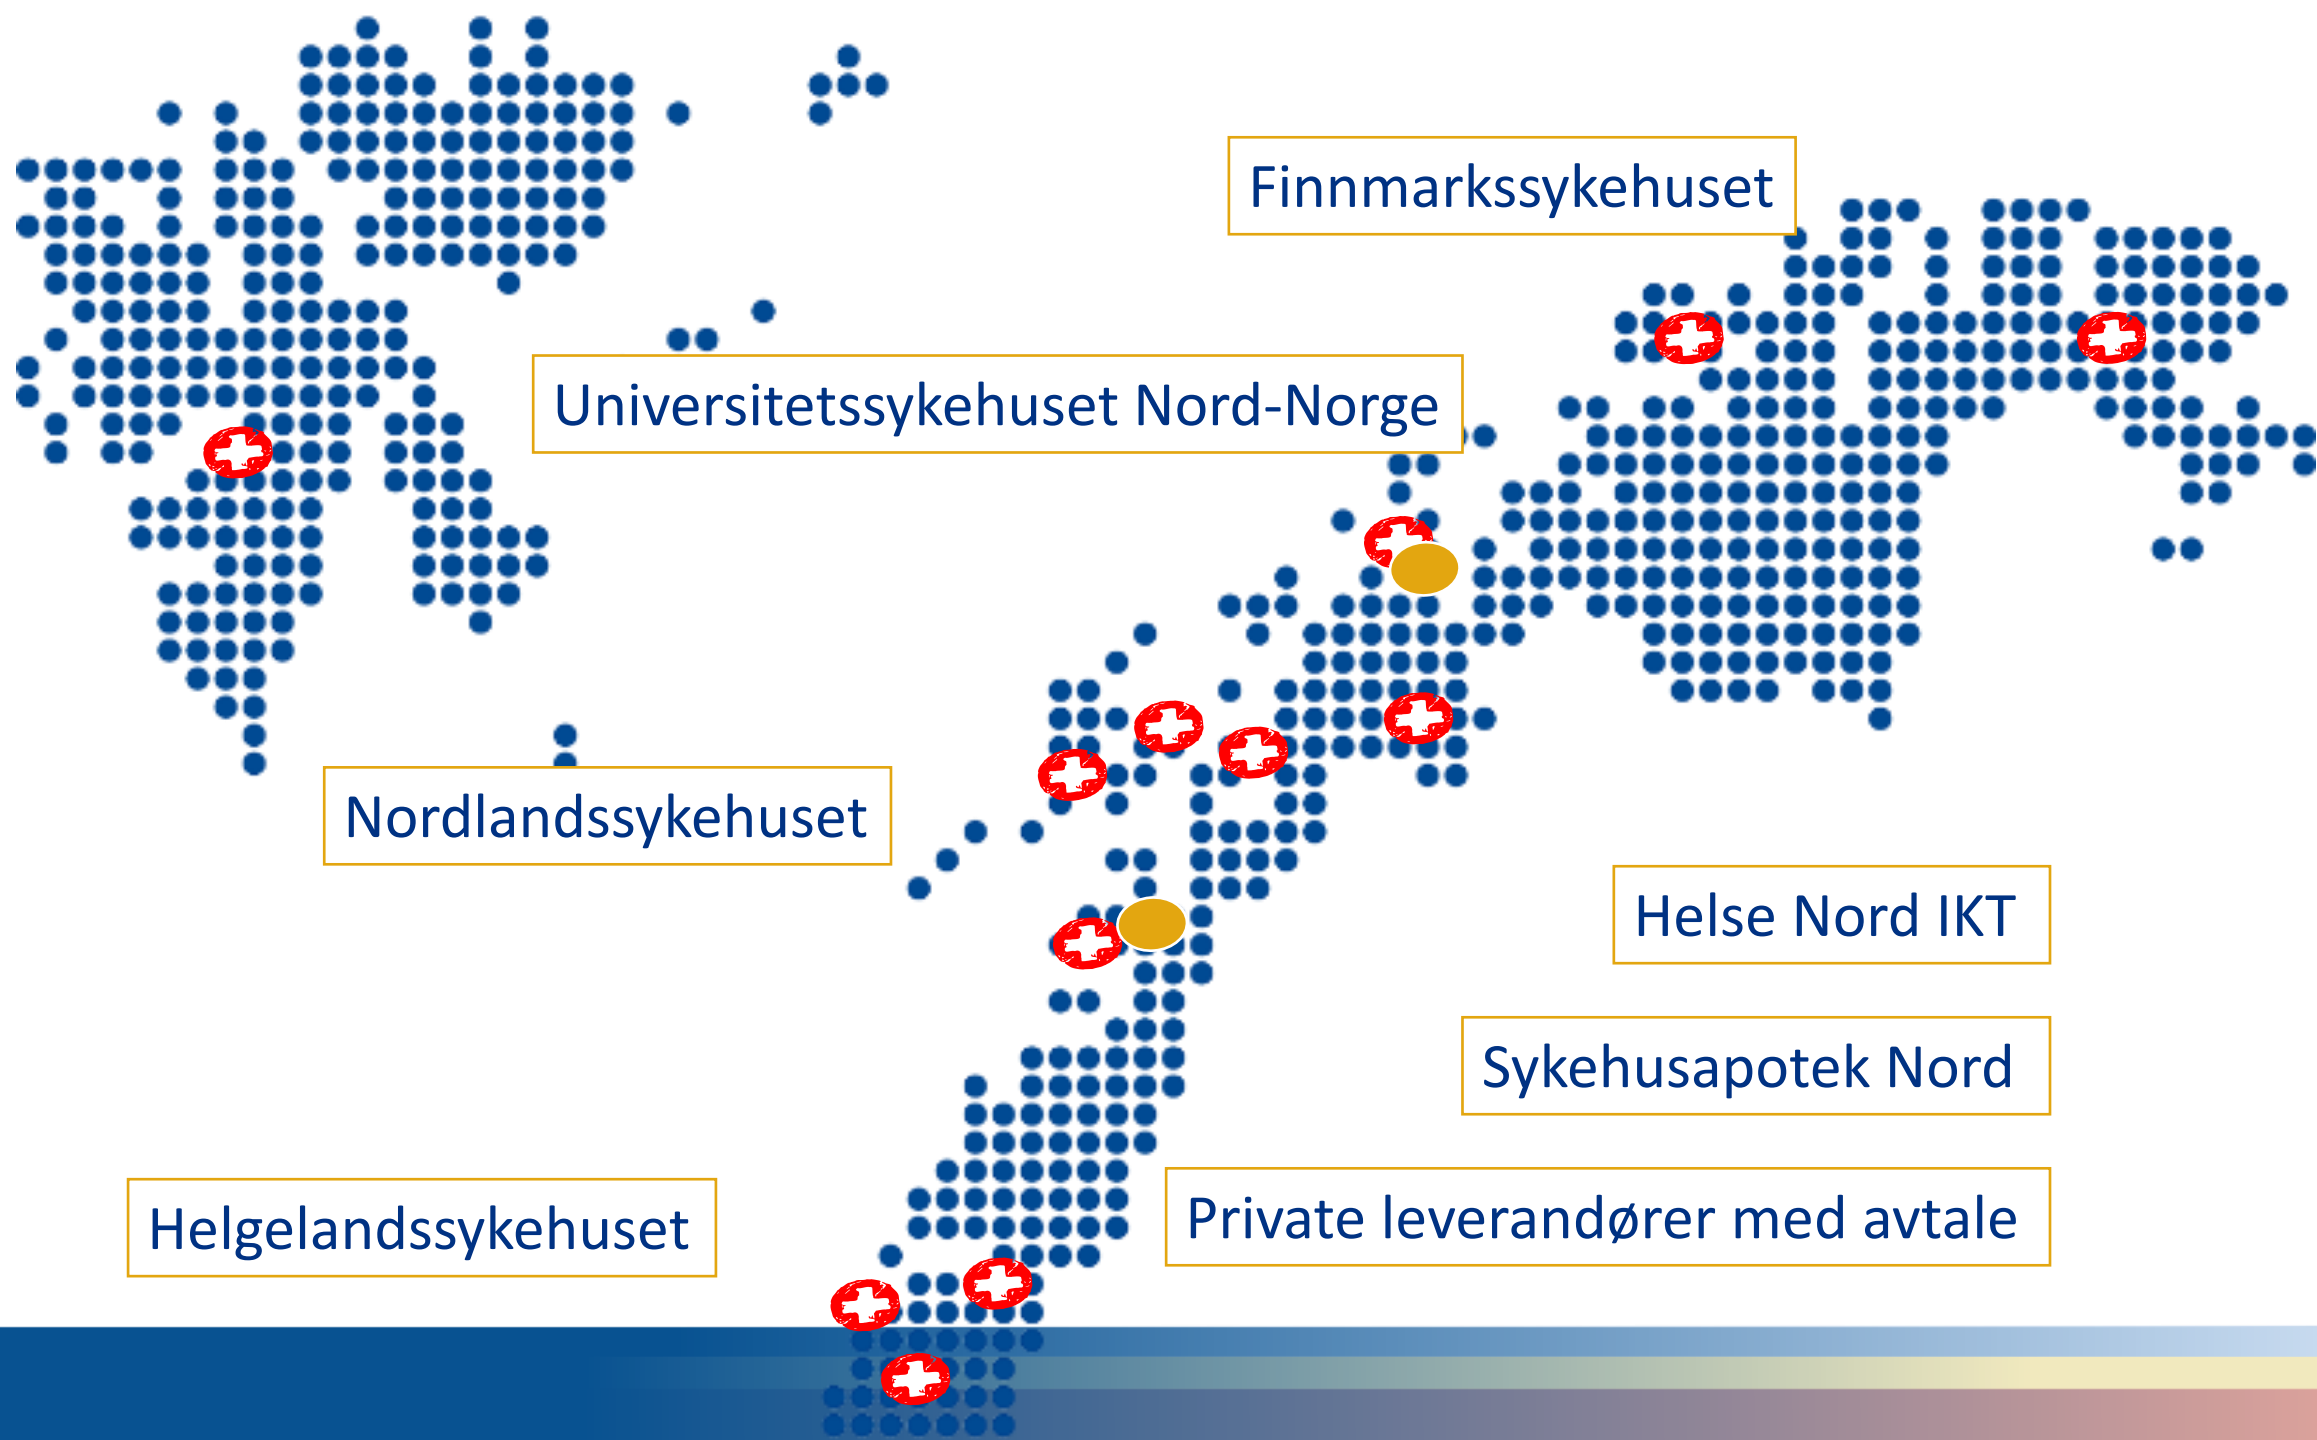 Finnmarkssykehuset
Universitetssykehuset Nord-Norge
Nordlandssykehuset
Helse Nord IKT
Sykehusapotek Nord
Helgelandssykehuset
Private leverandører med avtale